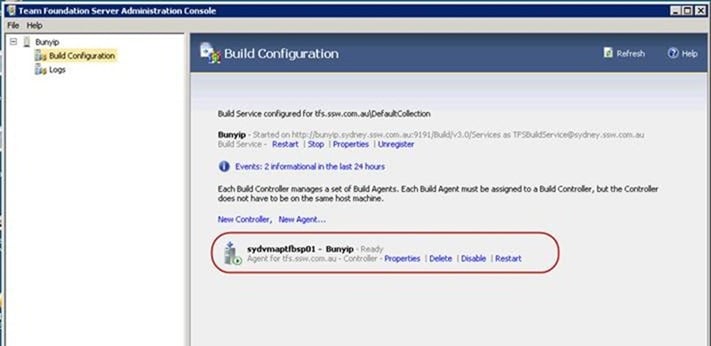 Team Foundation Server Administration Console
File Help
Bunyip
Build Configuration
Logs
Build Configuration
Refresh
Help
Build Service configured for tfs.ssw.com.au\DefaultCollection
Bunyip - Started on http://bunyip.sydney.ssw.com.au:9191/Build/v3.0/Services as TFSBuildService@sydney.ssw.com.au
Build Service - Restart | Stop | Properties | Unregister
Events: 2 informational in the last 24 hours
Each Build Controller manages a set of Build Agents. Each Build Agent must be assigned to a Build Controller, but the Controller
does not have to be on the same host machine.
New Controller, New Agent...
sydvmaptfbsp01 - Bunyip - Ready
Agent for tfs.ssw.com.au - Controller - Properties | Delete | Disable | Restart